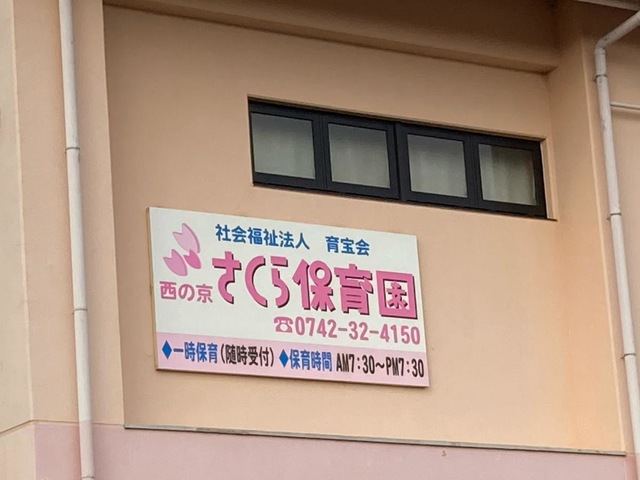 社会福祉法人 育宝会
西の京 さくら保育園
☎0742-32-4150
◆一時保育(随時受付)◆保育時間 AM7:30～PM7:30